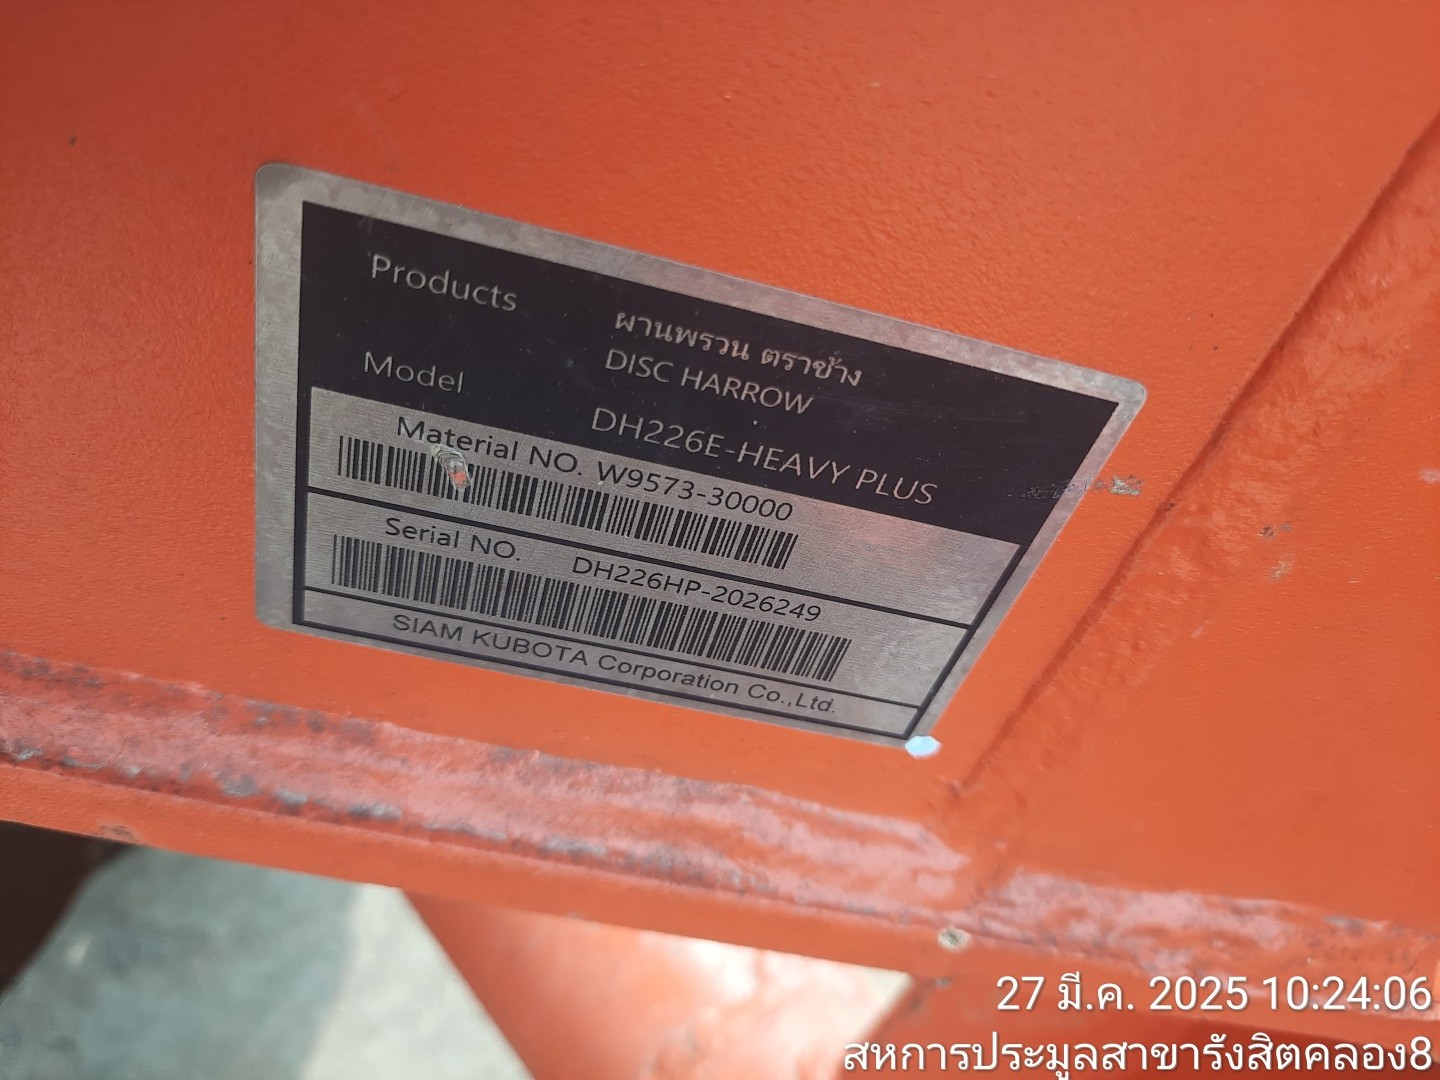 Products ผานพรวน ตราช้าง
DISC HARROW
Model DH226E-HEAVY PLUS
Material NO. W9573-30000
Serial NO. DH226HP-2026249
SIAM KUBOTA Corporation Co.,Ltd.
27 มี.ค. 2025 10:24:06
สหการประมูลสาขารังสิตคลอง8